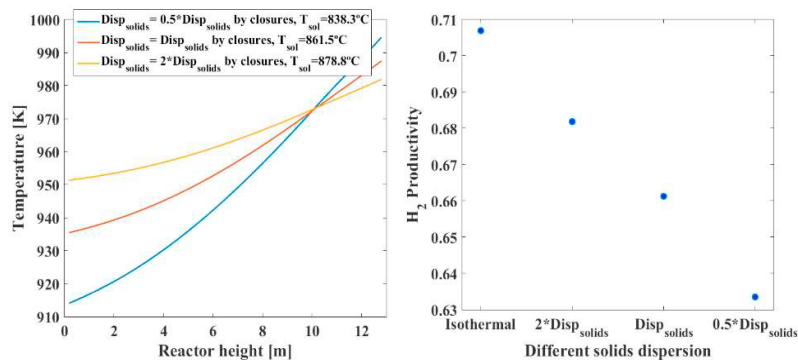 Disp_solids = 0.5*Disp_solids by closures, T_sol=838.3ºC
Disp_solids = Disp_solids by closures, T_sol=861.5ºC
Disp_solids = 2*Disp_solids by closures, T_sol=878.8ºC
Temperature [K]
1000
990
980
970
960
950
940
930
920
910
0 2 4 6 8 10 12
Reactor height [m]
H_2 Productivity
0.71
0.7
0.69
0.68
0.67
0.66
0.65
0.64
0.63
Isothermal 2*Disp_solids Disp_solids 0.5*Disp_solids
Different solids dispersion